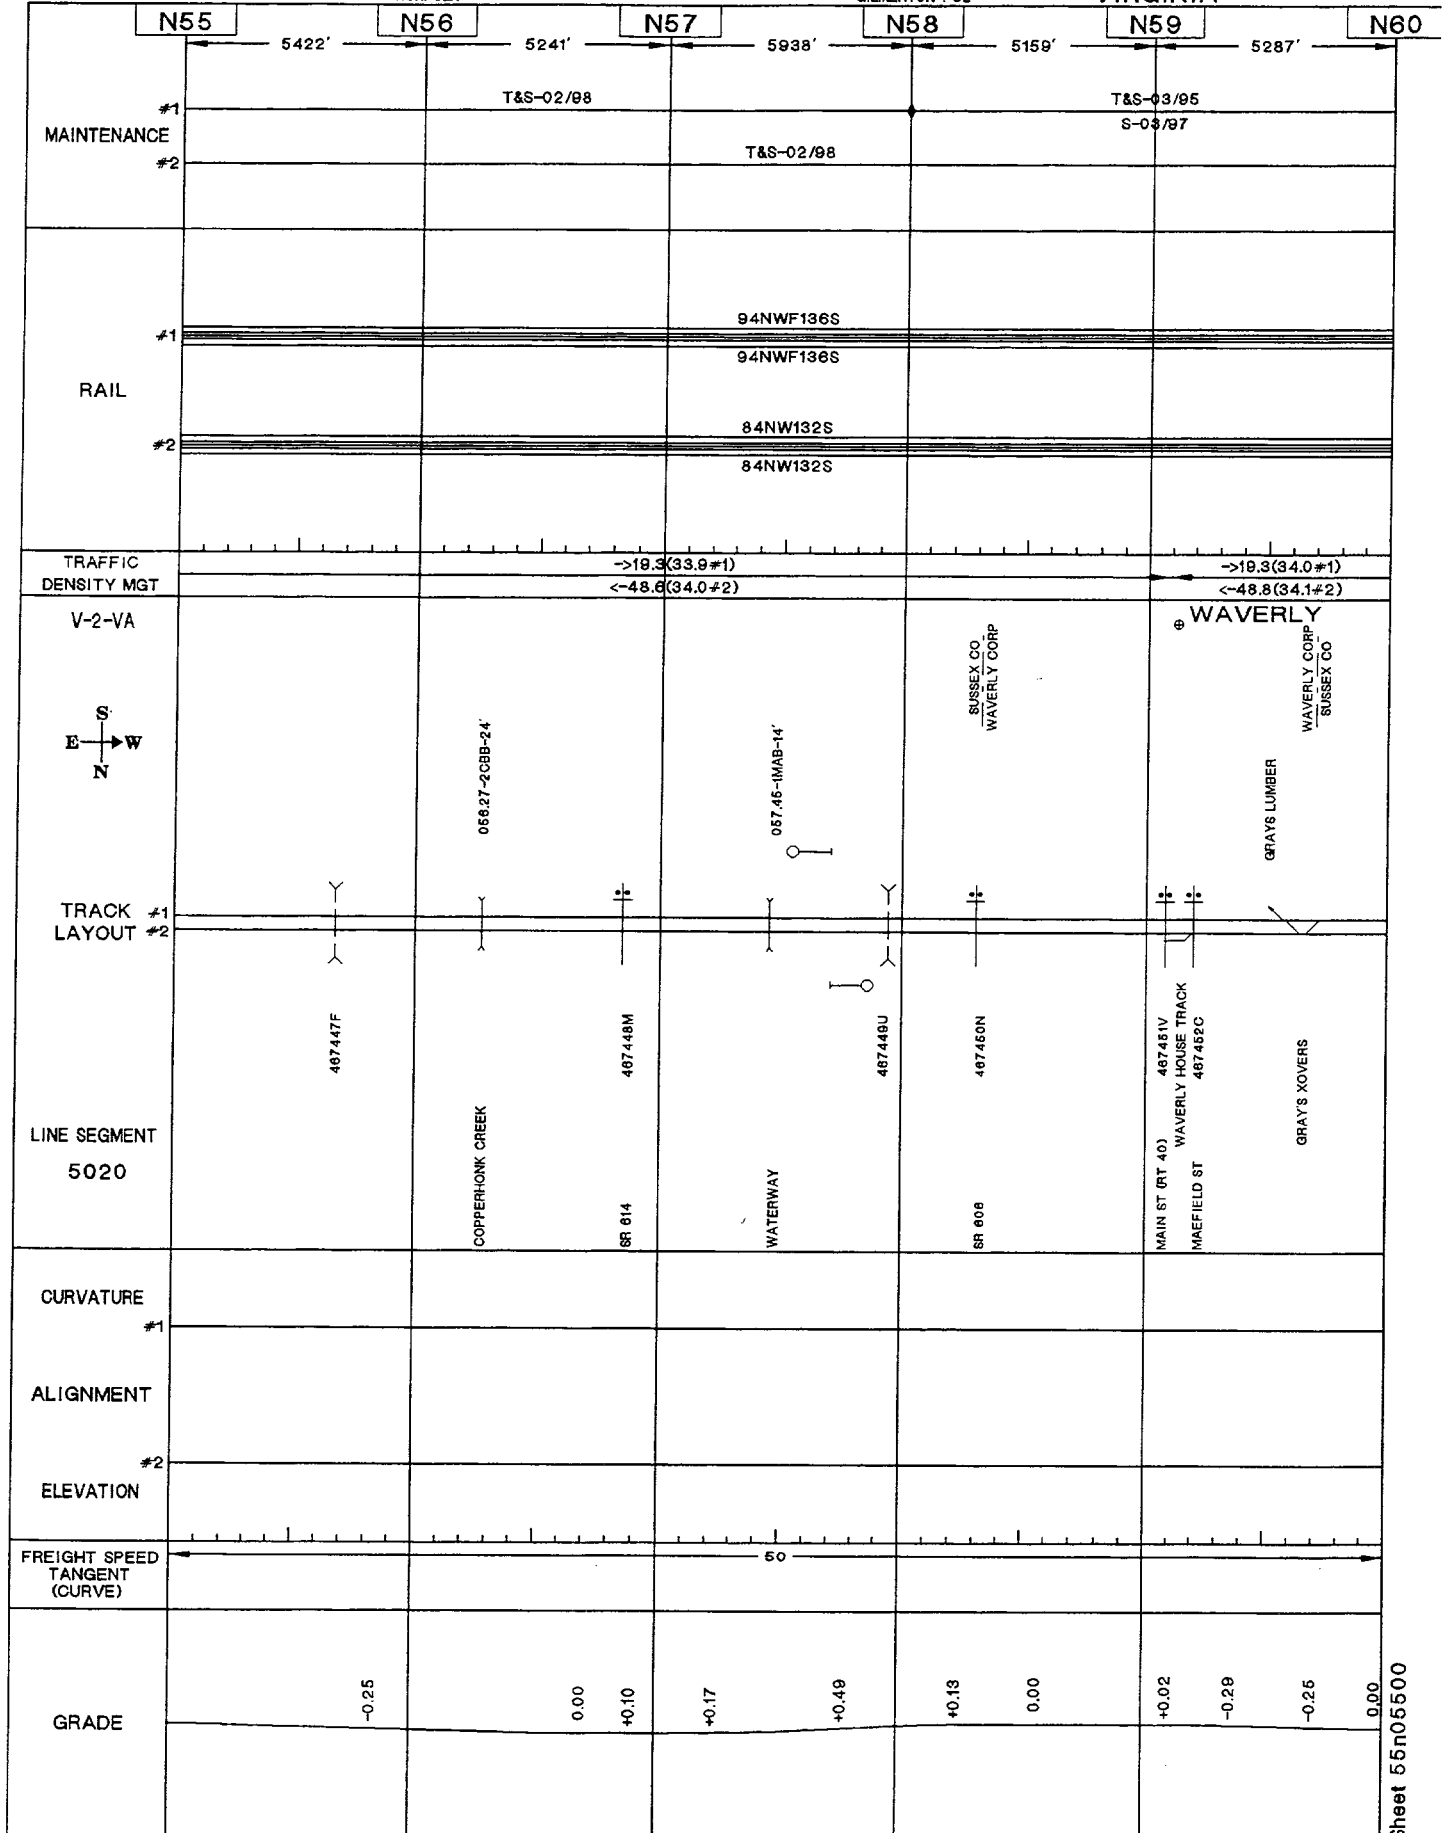 N55 N56 N57 N58 N59 N60
5422' 5241' 5938' 5159' 5287'
MAINTENANCE
#1 T&S-02/98 T&S-03/95
S-03/97
#2 T&S-02/98
RAIL
#1 94NWF136S
94NWF136S
#2 84NW132S
84NW132S
TRAFFIC
DENSITY MGT
->19.3(33.9#1) ->19.3(34.0#1)
<-48.6(34.0#2) <-48.8(34.1#2)
V-2-VA
WAVERLY
SUSSEX CO
WAVERLY CORP
WAVERLY CORP
SUSSEX CO
S
E W
N
056.27-2CBB-24'
057.45-1MAB-14'
GRAYS LUMBER
TRACK #1
LAYOUT #2
467447F
467448M
467449U
467450N
467451V
WAVERLY HOUSE TRACK
467452C
GRAY'S XOVERS
LINE SEGMENT
5020
COPPERHONK CREEK
SR 614
WATERWAY
SR 606
MAIN ST (RT 40)
MAEFIELD ST
CURVATURE
#1
ALIGNMENT
#2
ELEVATION
FREIGHT SPEED
TANGENT
(CURVE)
50
GRADE
-0.25 0.00 +0.10 +0.17 +0.49 +0.13 0.00 +0.02 -0.29 -0.25 0.00
Sheet 55n05500